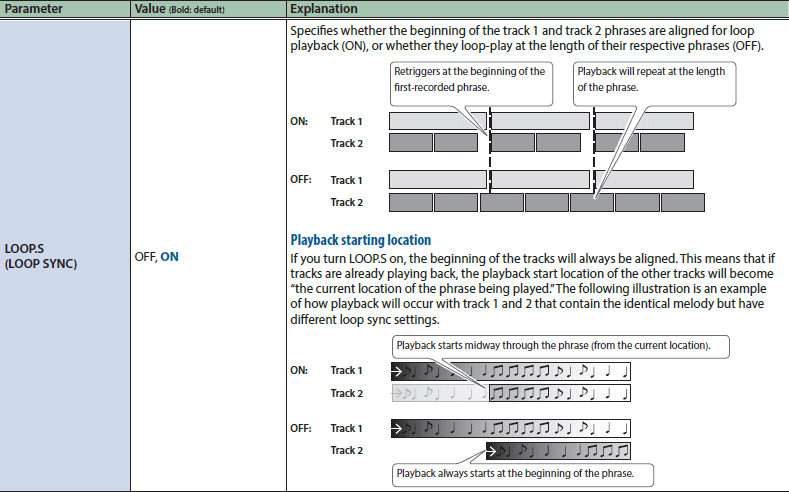 Parameter Value (Bold: default) Explanation
LOOP.S
(LOOP SYNC)
OFF, ON
Specifies whether the beginning of the track 1 and track 2 phrases are aligned for loop
playback (ON), or whether they loop-play at the length of their respective phrases (OFF).
Retriggers at the beginning of the
first-recorded phrase.
Playback will repeat at the length
of the phrase.
ON: Track 1
Track 2
OFF: Track 1
Track 2
Playback starting location
If you turn LOOP.S on, the beginning of the tracks will always be aligned. This means that if
tracks are already playing back, the playback start location of the other tracks will become
“the current location of the phrase being played.” The following illustration is an example
of how playback will occur with track 1 and 2 that contain the identical melody but have
different loop sync settings.
Playback starts midway through the phrase (from the current location).
ON: Track 1
Track 2
OFF: Track 1
Track 2
Playback always starts at the beginning of the phrase.